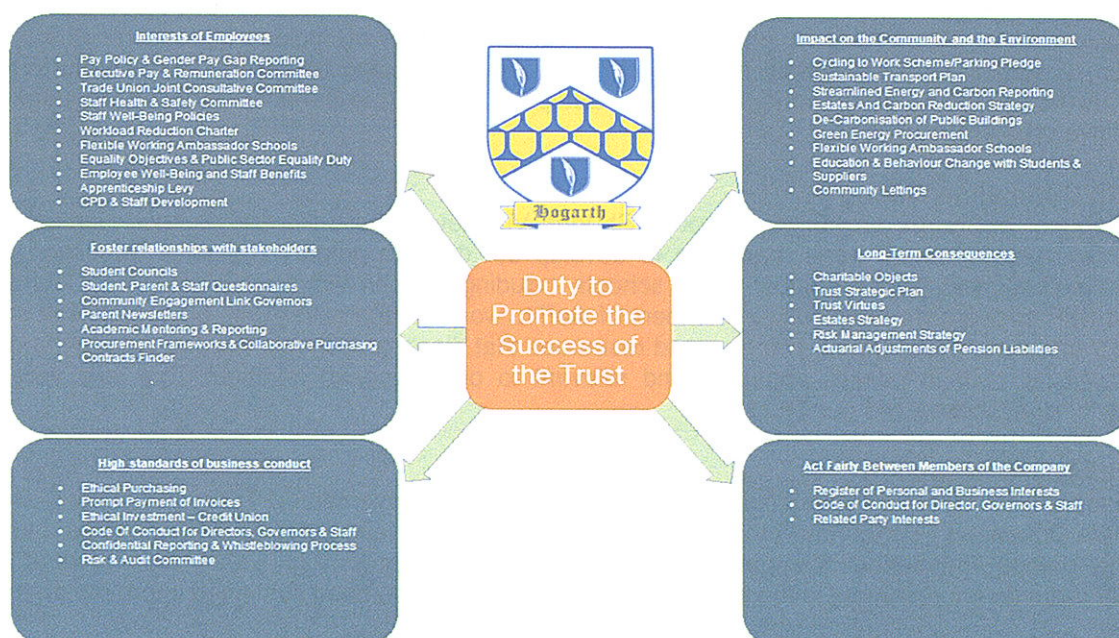 Interests of Employees
Pay Policy & Gender Pay Gap Reporting
Executive Pay & Remuneration Committee
Trade Union Joint Consultative Committee
Staff Health & Safety Committee
Staff Well-Being Policies
Workload Reduction Charter
Flexible Working Ambassador Schools
Equality Objectives & Public Sector Equality Duty
Employee Well-Being and Staff Benefits
Apprenticeship Levy
CPD & Staff Development
Foster relationships with stakeholders
Student Councils
Student, Parent & Staff Questionnaires
Community Engagement Link Governors
Parent Newsletters
Academic Mentoring & Reporting
Procurement Frameworks & Collaborative Purchasing
Contracts Finder
High standards of business conduct
Ethical Purchasing
Prompt Payment of Invoices
Ethical Investment – Credit Union
Code Of Conduct for Directors, Governors & Staff
Confidential Reporting & Whistleblowing Process
Risk & Audit Committee
Hogarth
Duty to
Promote the
Success of
the Trust
Impact on the Community and the Environment
Cycling to Work Scheme/Parking Pledge
Sustainable Transport Plan
Streamlined Energy and Carbon Reporting
Estates And Carbon Reduction Strategy
De-Carbonisation of Public Buildings
Green Energy Procurement
Flexible Working Ambassador Schools
Education & Behaviour Change with Students &
Suppliers
Community Lettings
Long-Term Consequences
Charitable Objects
Trust Strategic Plan
Trust Virtues
Estates Strategy
Risk Management Strategy
Actuarial Adjustments of Pension Liabilities
Act Fairly Between Members of the Company
Register of Personal and Business Interests
Code of Conduct for Director, Governors & Staff
Related Party Interests